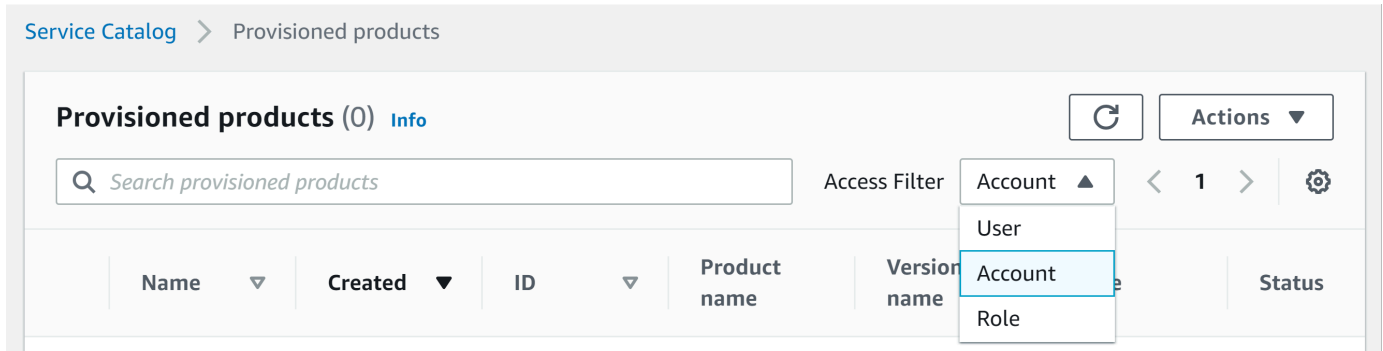 Service Catalog > Provisioned products
Provisioned products (0) Info
Actions
Search provisioned products
Access Filter Account 1
User
Account
Role
Name Created ID Product name Version name Status